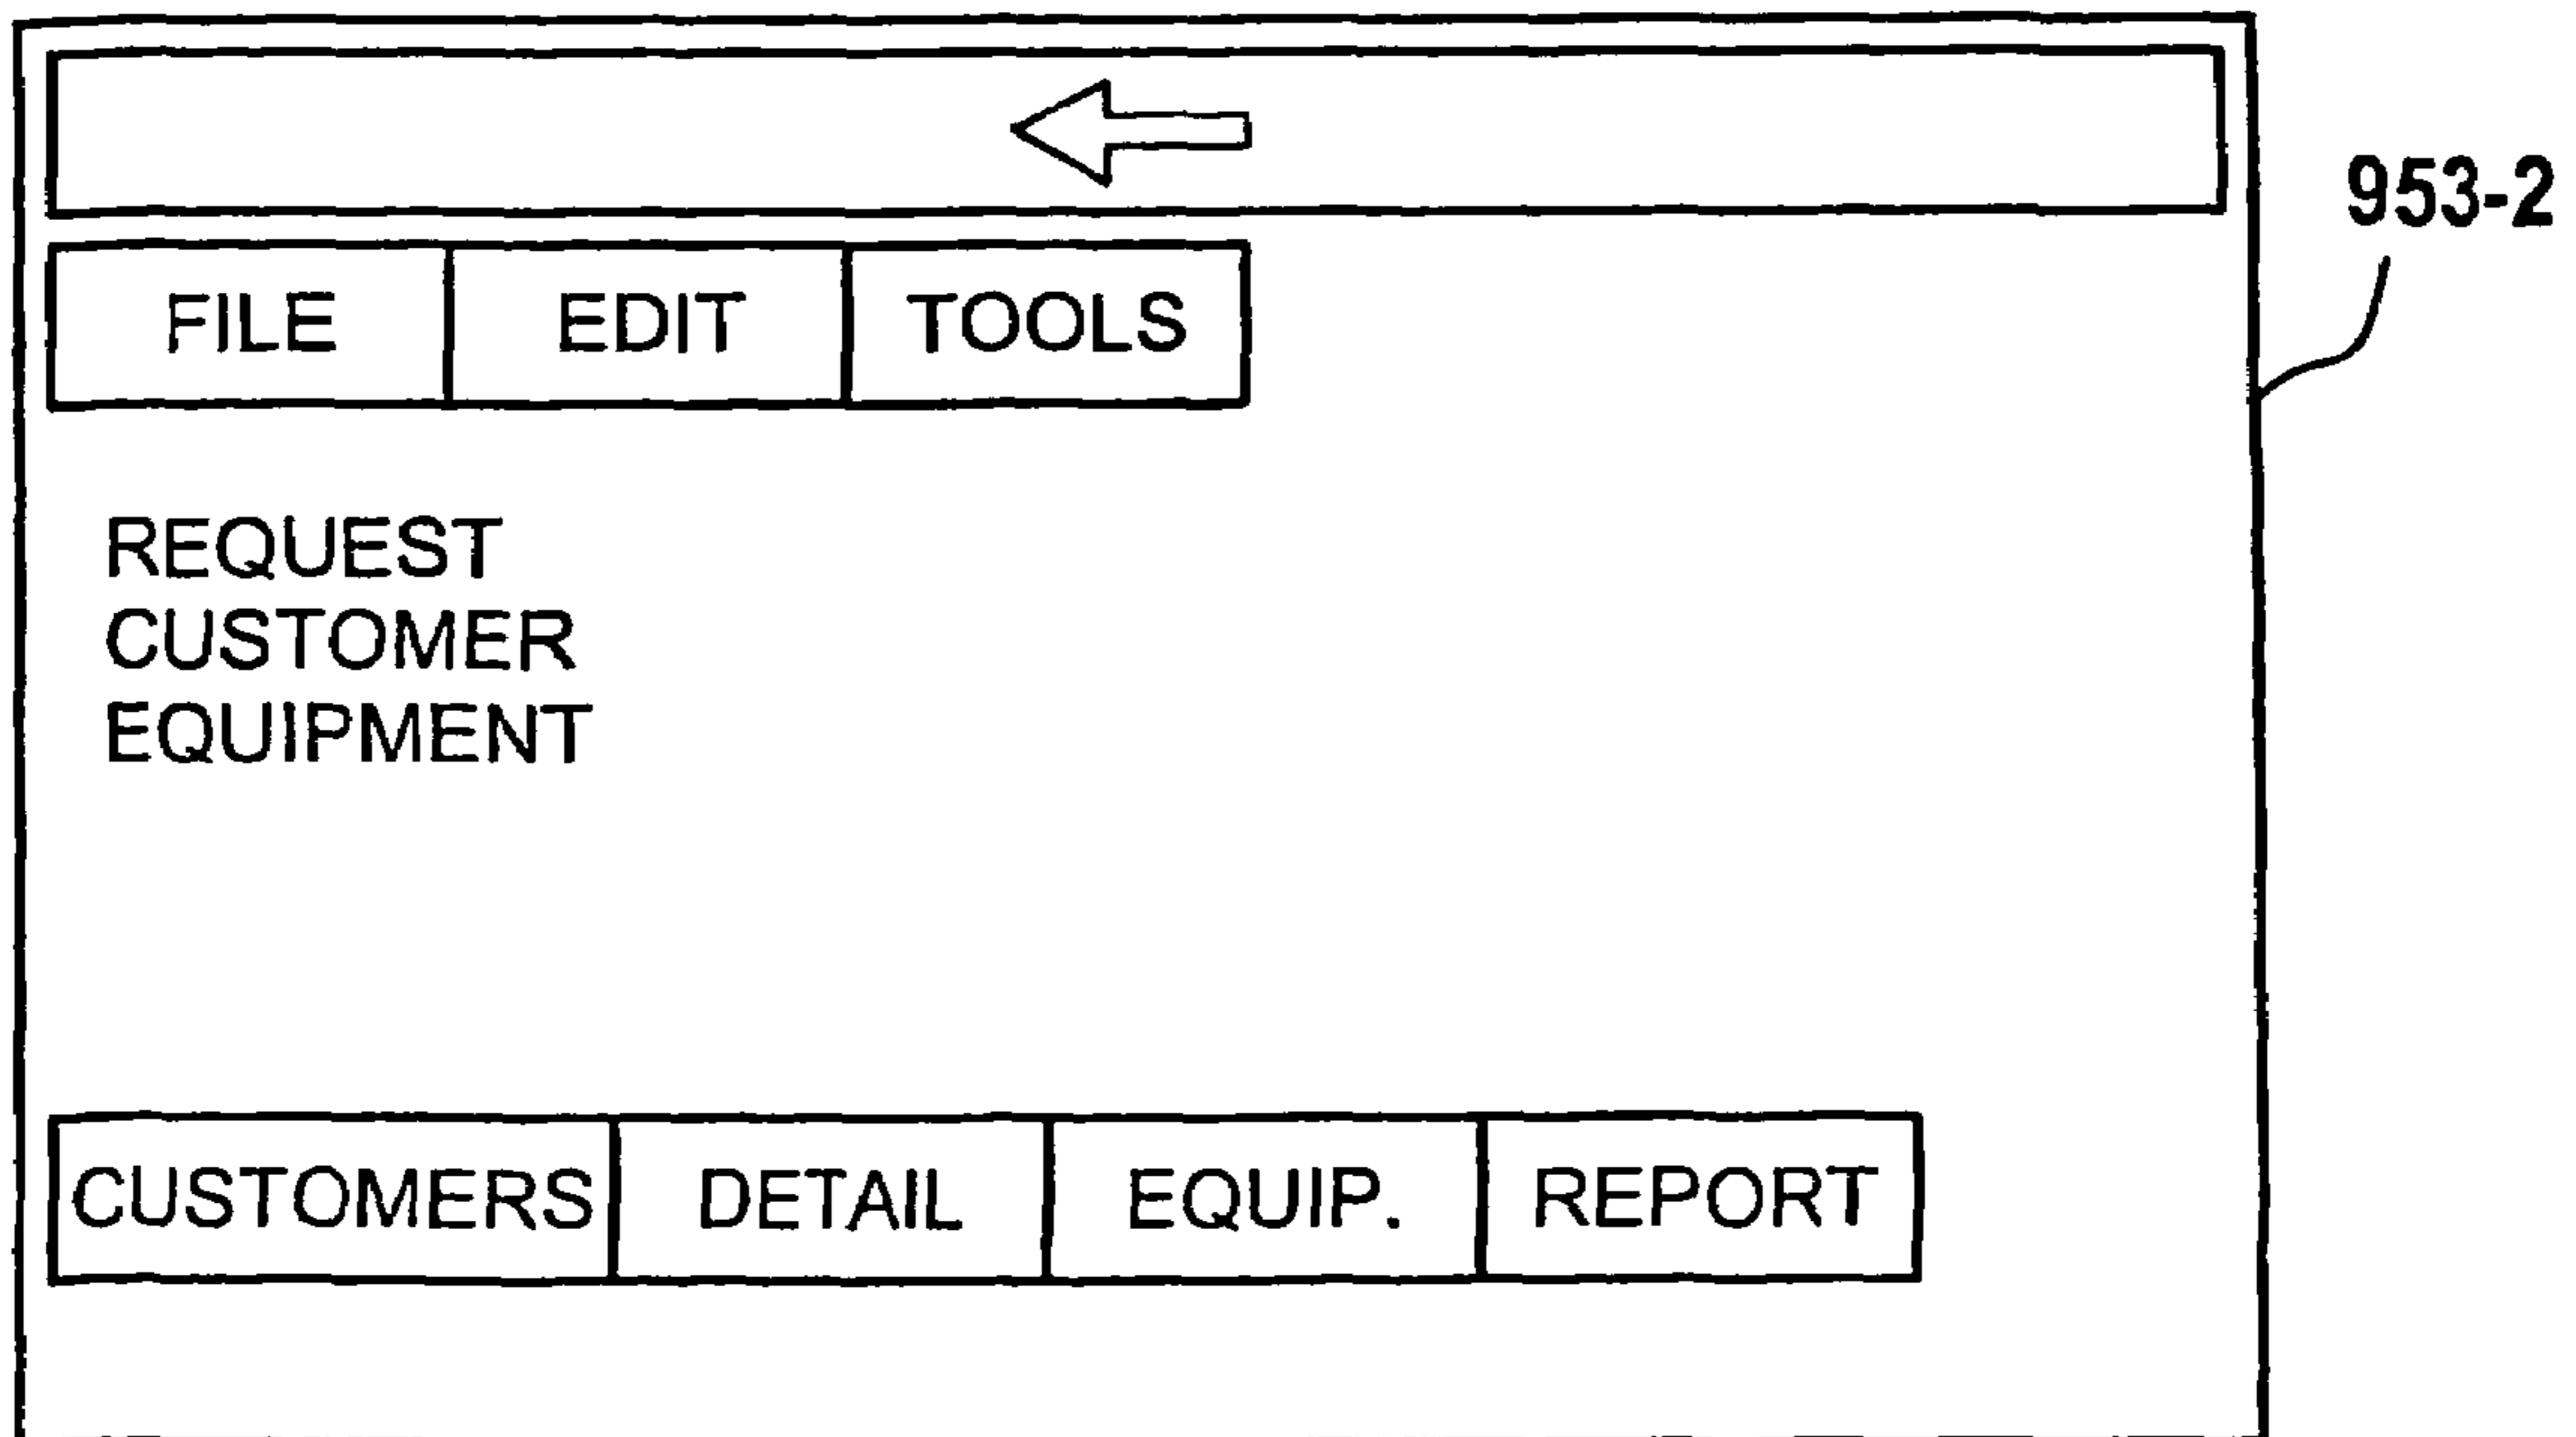 953-2
FILE EDIT TOOLS
REQUEST
CUSTOMER
EQUIPMENT
CUSTOMERS DETAIL EQUIP. REPORT